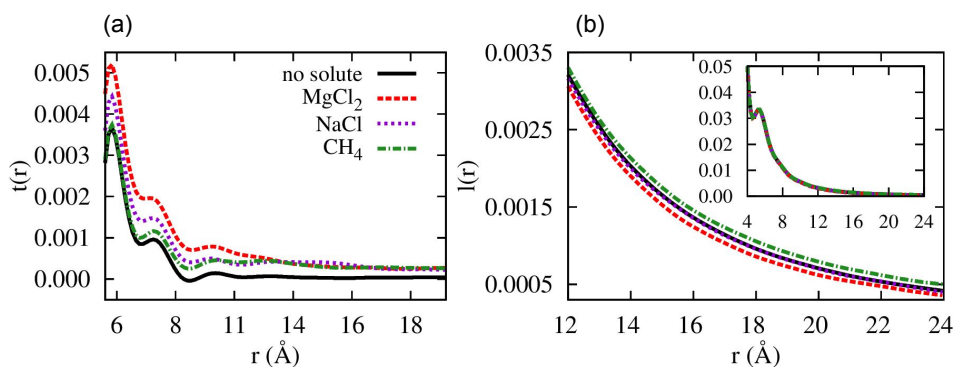 (a)
t(r)
0.005
0.004
0.003
0.002
0.001
0.000
no solute
MgCl2
NaCl
CH4
6 8 11 14 16 18
r (Å)
(b)
l(r)
0.0035
0.0025
0.0015
0.0005
12 14 16 18 20 22 24
r (Å)
0.05
0.04
0.03
0.02
0.01
0.00
4 8 12 16 20 24